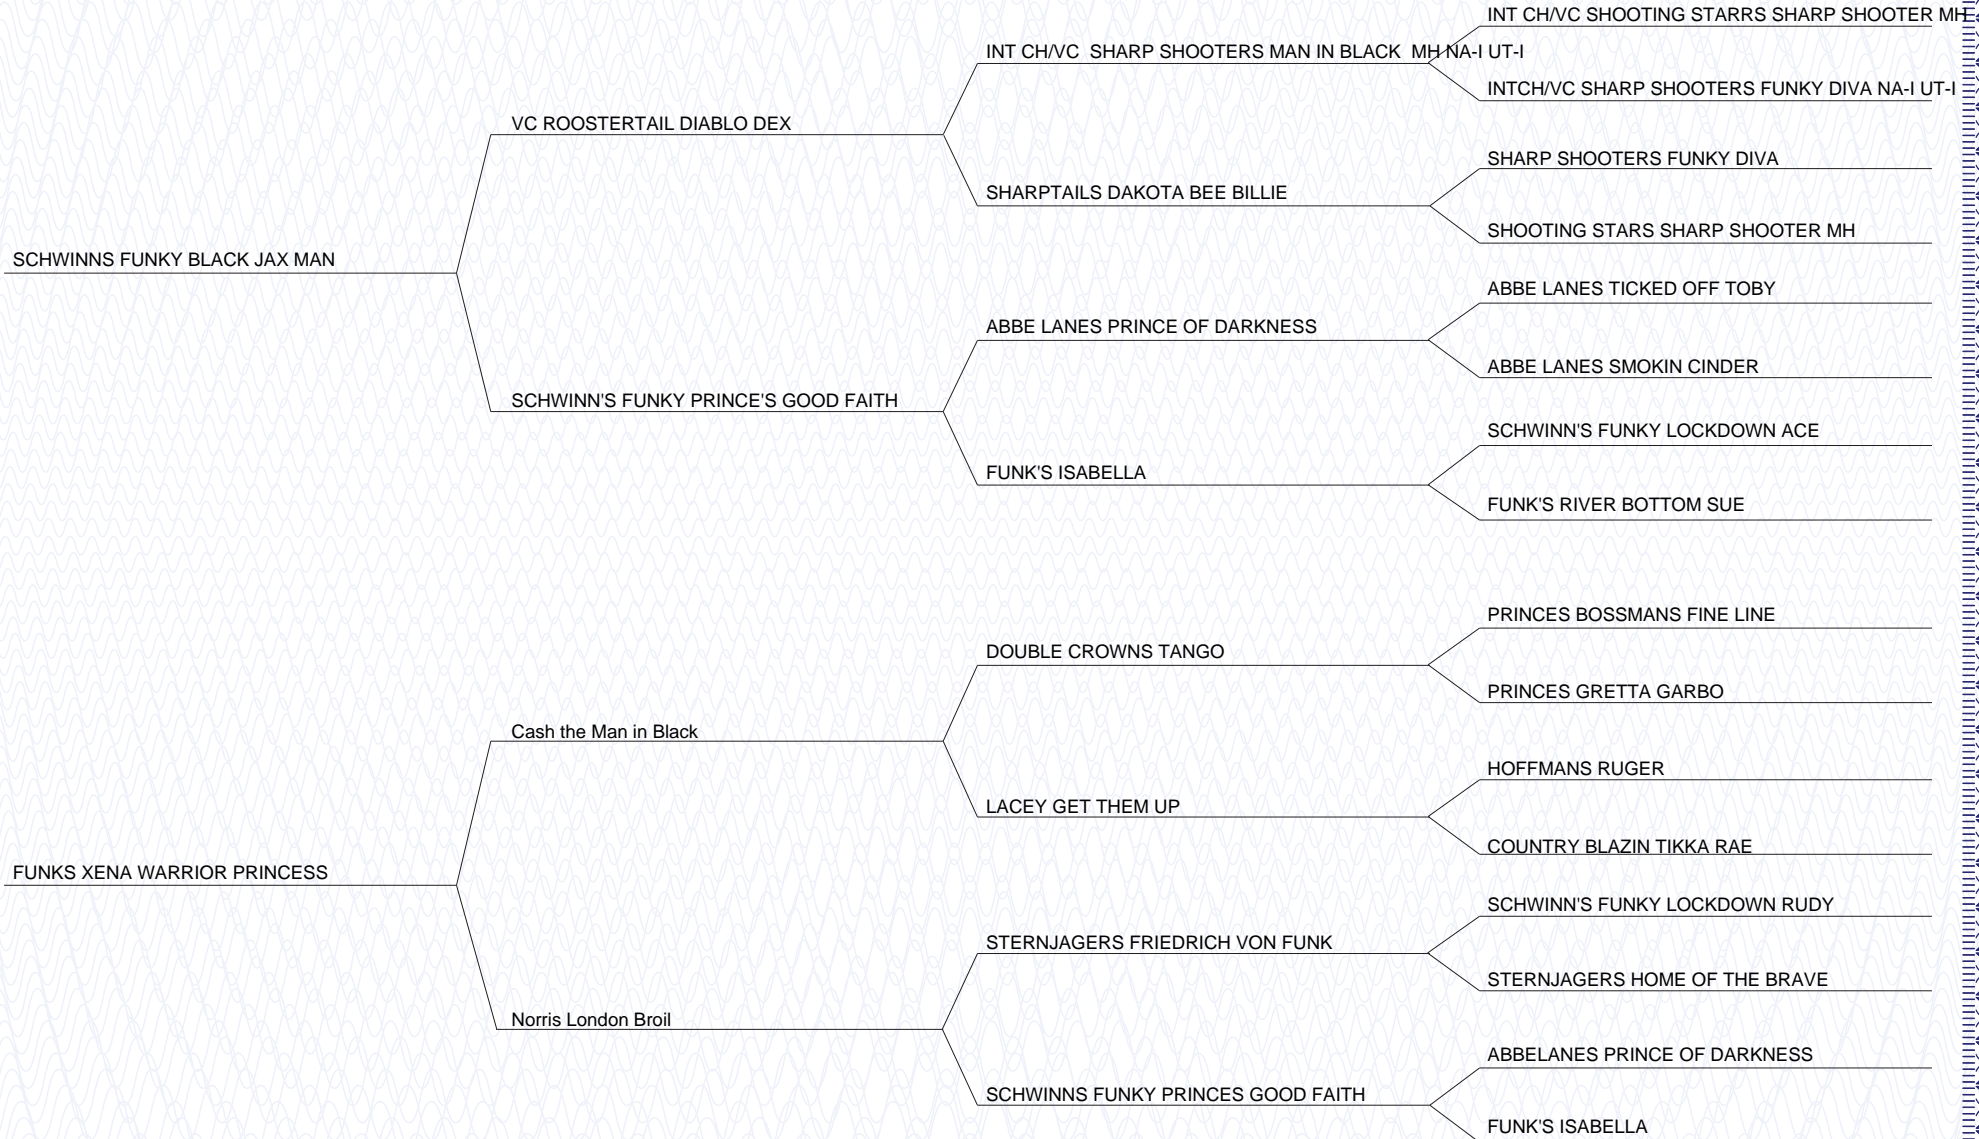 INT CH/VC SHOOTING STARRS SHARP SHOOTER MH
INT CH/VC  SHARP SHOOTERS MAN IN BLACK  MH NA-I UT-I
INTCH/VC SHARP SHOOTERS FUNKY DIVA NA-I UT-I
VC ROOSTERTAIL DIABLO DEX
SHARP SHOOTERS FUNKY DIVA
SHARPTAILS DAKOTA BEE BILLIE
SHOOTING STARS SHARP SHOOTER MH
SCHWINNS FUNKY BLACK JAX MAN
ABBE LANES TICKED OFF TOBY
ABBE LANES PRINCE OF DARKNESS
ABBE LANES SMOKIN CINDER
SCHWINN'S FUNKY PRINCE'S GOOD FAITH
SCHWINN'S FUNKY LOCKDOWN ACE
FUNK'S ISABELLA
FUNK'S RIVER BOTTOM SUE
PRINCES BOSSMANS FINE LINE
DOUBLE CROWNS TANGO
PRINCES GRETTA GARBO
Cash the Man in Black
HOFFMANS RUGER
LACEY GET THEM UP
COUNTRY BLAZIN TIKKA RAE
FUNKS XENA WARRIOR PRINCESS
SCHWINN'S FUNKY LOCKDOWN RUDY
STERNJAGERS FRIEDRICH VON FUNK
STERNJAGERS HOME OF THE BRAVE
Norris London Broil
ABBELANES PRINCE OF DARKNESS
SCHWINNS FUNKY PRINCES GOOD FAITH
FUNK'S ISABELLA